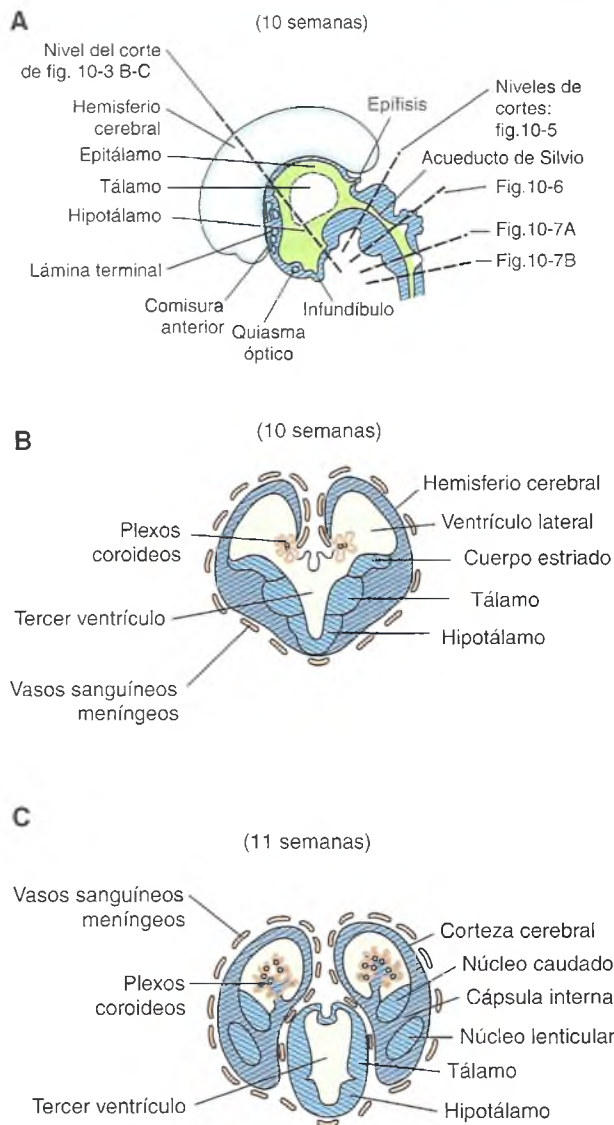 A
(10 semanas)
Nivel del corte
de fig. 10-3 B-C
Hemisferio
cerebral
Epitálamo
Tálamo
Hipotálamo
Lámina terminal
Comisura
anterior
Quiasma
óptico
Infundíbulo
Epífisis
Niveles de
cortes:
fig.10-5
Acueducto de Silvio
Fig.10-6
Fig.10-7A
Fig.10-7B
B
(10 semanas)
Plexos
coroideos
Tercer ventrículo
Vasos sanguíneos
meníngeos
Hemisferio cerebral
Ventrículo lateral
Cuerpo estriado
Tálamo
Hipotálamo
C
(11 semanas)
Vasos sanguíneos
meníngeos
Plexos
coroideos
Tercer ventrículo
Corteza cerebral
Núcleo caudado
Cápsula interna
Núcleo lenticular
Tálamo
Hipotálamo